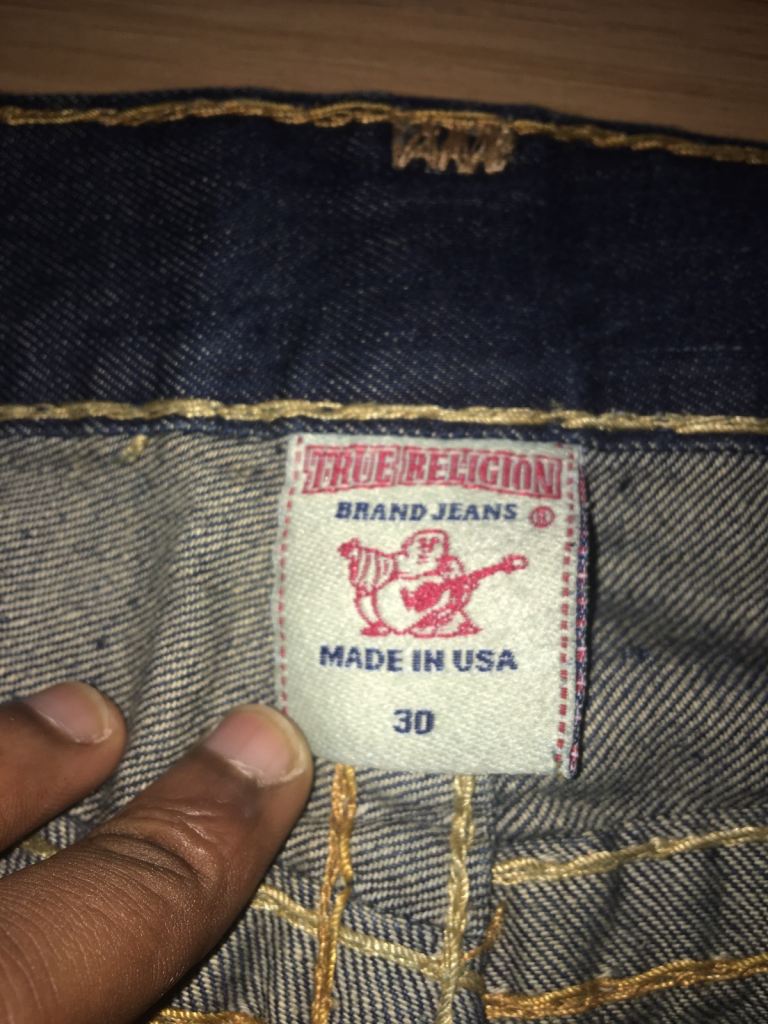 TRUE RELIGION
BRAND JEANS ®
MADE IN USA
30